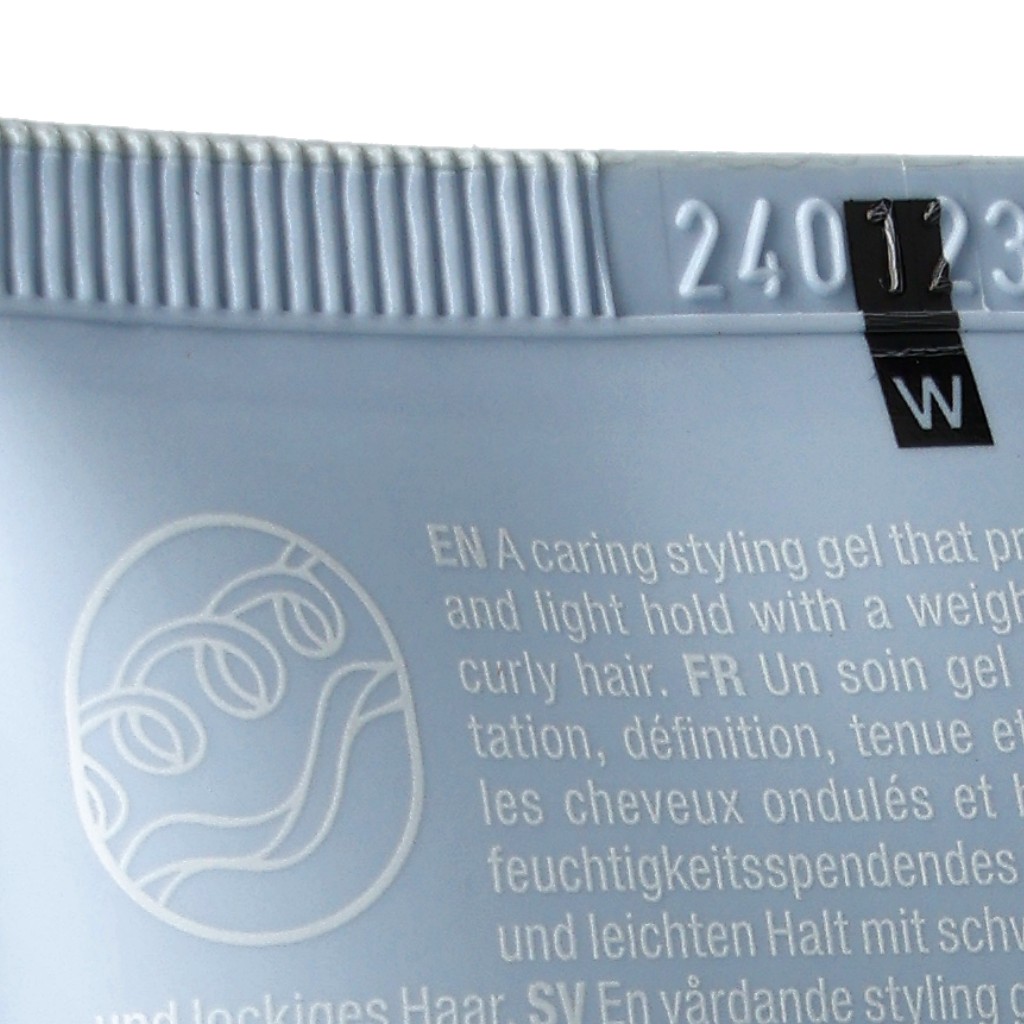 240123
W
EN A caring styling gel that pr
and light hold with a weigh
curly hair. FR Un soin gel
tation, définition, tenue et
les cheveux ondulés et
feuchtigkeitsspendendes
und leichten Halt mit schw
und lockiges Haar. SV En vårdande styling g